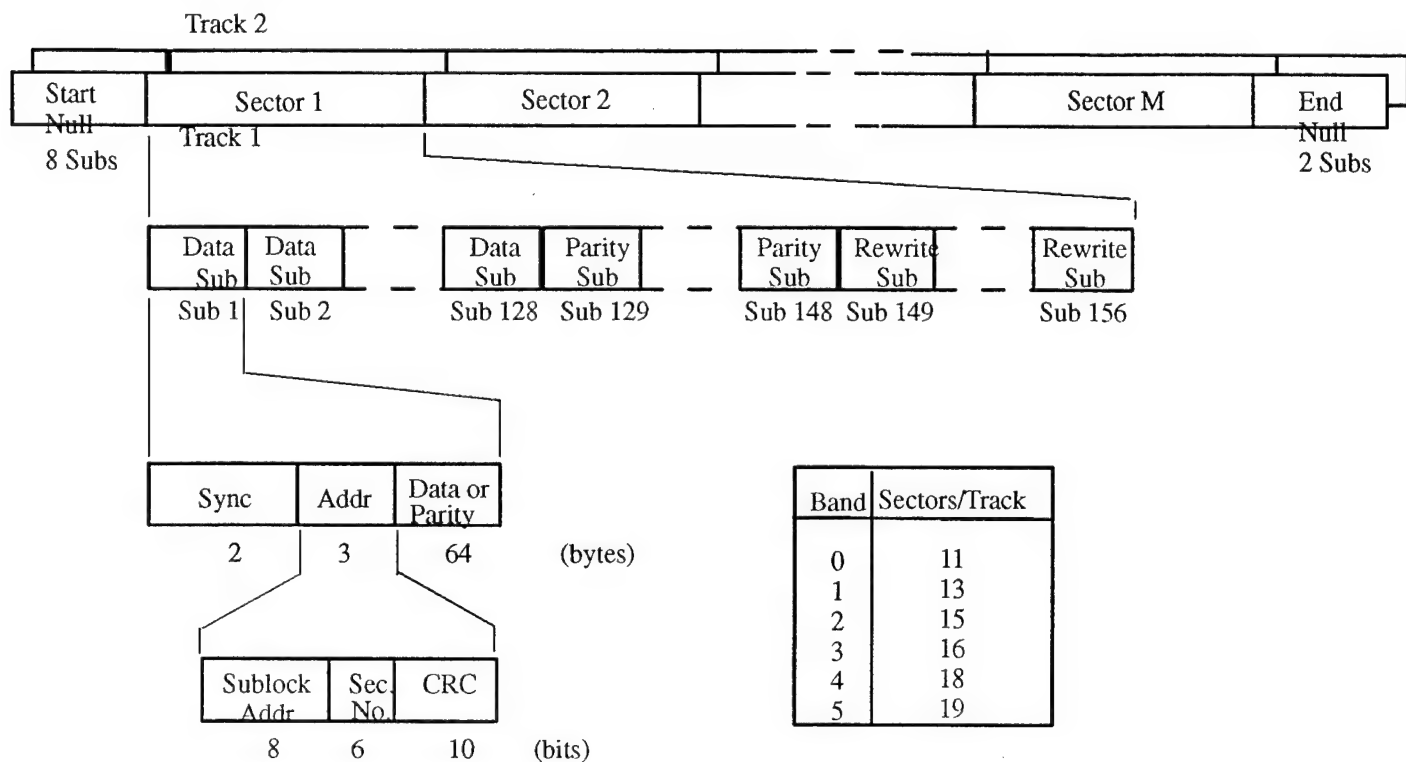 Track 2
Start Null
Sector 1
Sector 2
Sector M
End Null
Track 1
8 Subs
2 Subs
Data Sub
Data Sub
Data Sub
Parity Sub
Parity Sub
Rewrite Sub
Rewrite Sub
Sub 1
Sub 2
Sub 128
Sub 129
Sub 148
Sub 149
Sub 156
Sync
Addr
Data or Parity
2
3
64
(bytes)
Sublock Addr
Sec. No.
CRC
8
6
10
(bits)
Band Sectors/Track
0 11
1 13
2 15
3 16
4 18
5 19